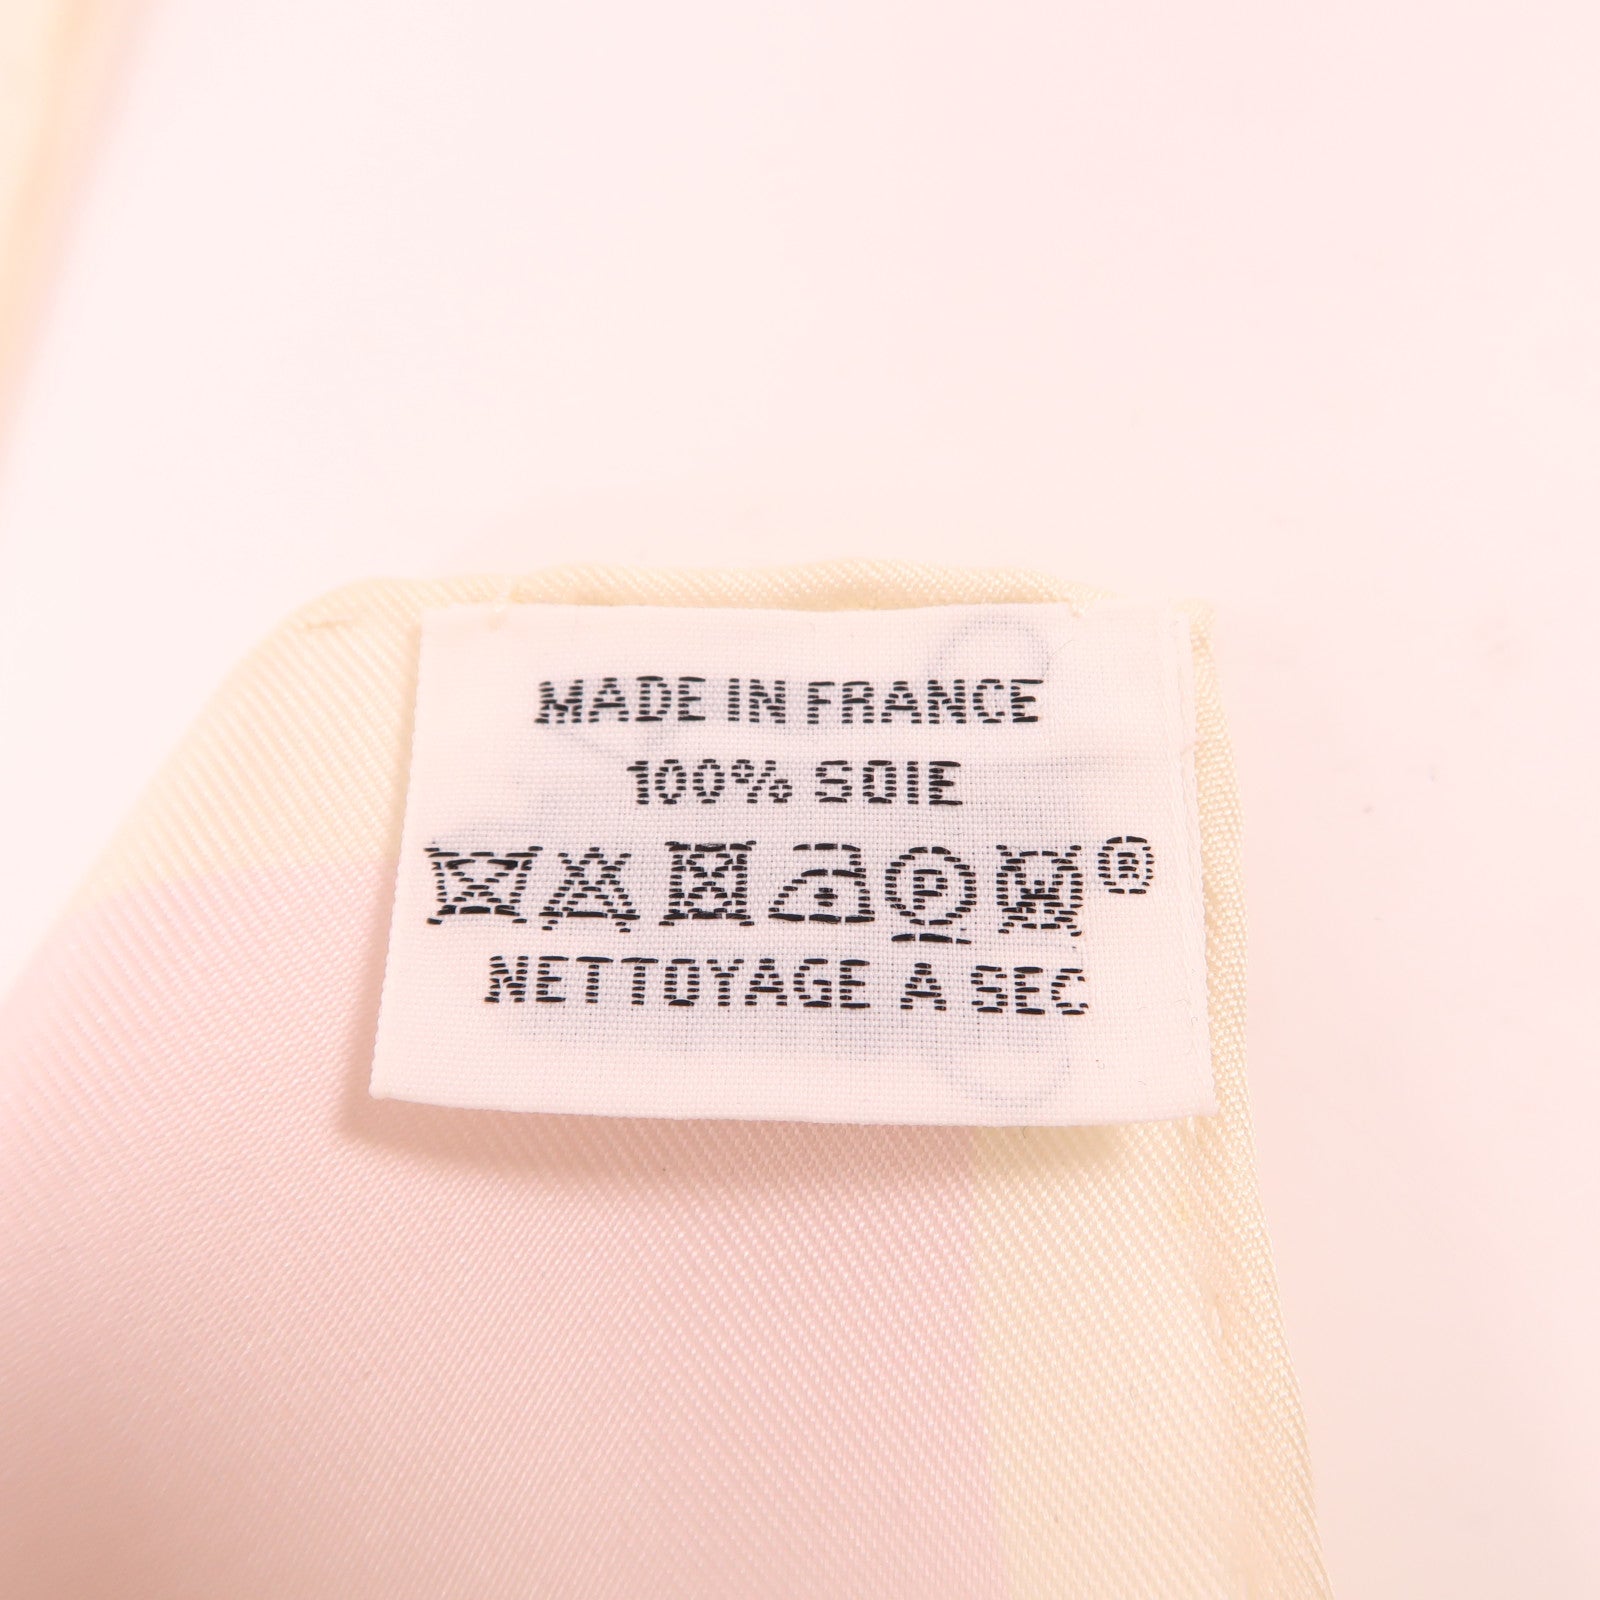 MADE IN FRANCE
100% SOIE
P W ®
NETTOYAGE A SEC